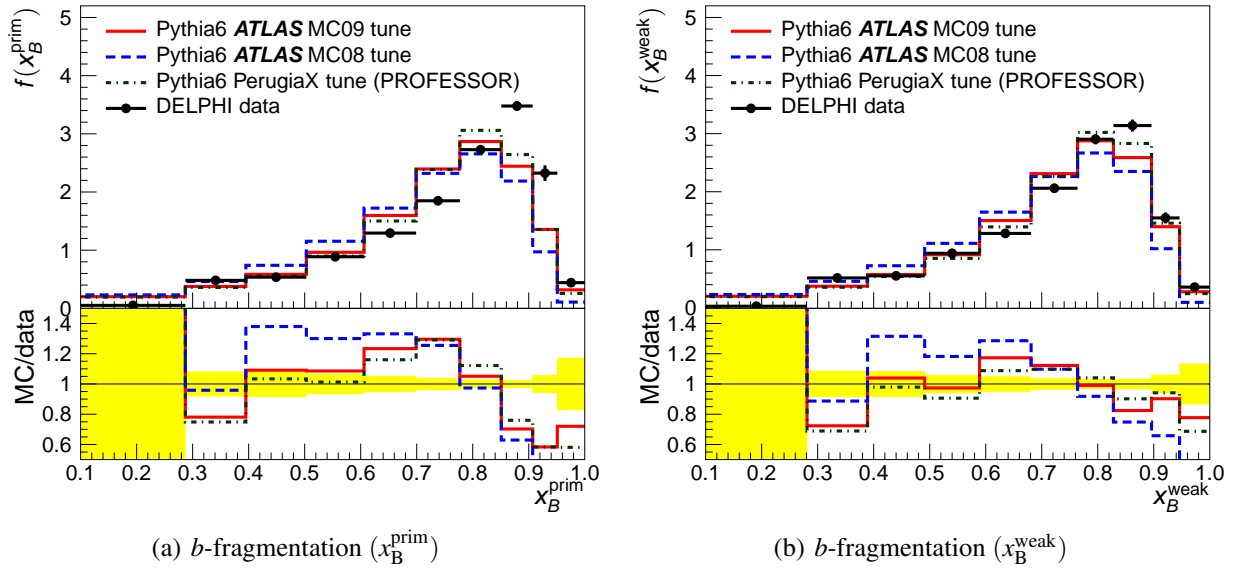 f(x_B^prim)
5
4
3
2
1
0
Pythia6 ATLAS MC09 tune
Pythia6 ATLAS MC08 tune
Pythia6 PerugiaX tune (PROFESSOR)
DELPHI data
MC/data
1.4
1.2
1
0.8
0.6
0.1 0.2 0.3 0.4 0.5 0.6 0.7 0.8 0.9 1.0
x_B^prim
(a) b-fragmentation (x_B^prim)
f(x_B^weak)
5
4
3
2
1
0
Pythia6 ATLAS MC09 tune
Pythia6 ATLAS MC08 tune
Pythia6 PerugiaX tune (PROFESSOR)
DELPHI data
MC/data
1.4
1.2
1
0.8
0.6
0.1 0.2 0.3 0.4 0.5 0.6 0.7 0.8 0.9 1.0
x_B^weak
(b) b-fragmentation (x_B^weak)